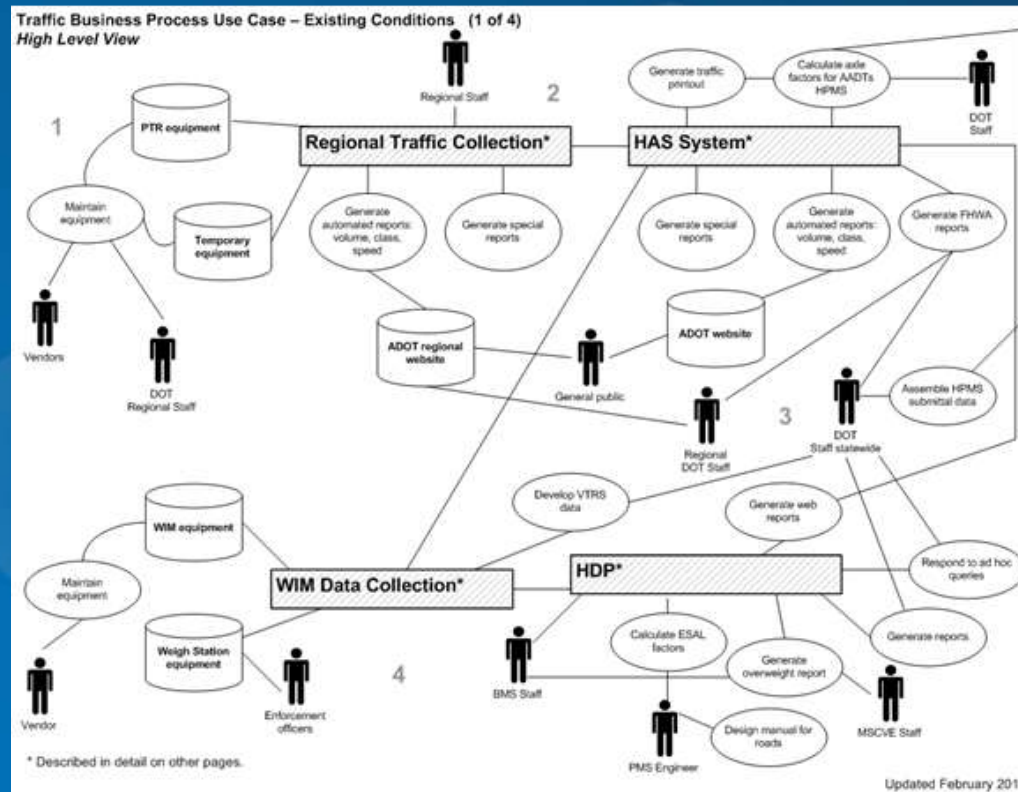 Traffic Business Process Use Case – Existing Conditions (1 of 4)
High Level View
Regional Staff
1
2
PTR equipment
Generate traffic
printout
Calculate axle
factors for AADTs
HPMS
DOT
Staff
Regional Traffic Collection*
HAS System*
Maintain
equipment
Temporary
equipment
Generate
automated reports:
volume, class,
speed
Generate special
reports
Generate special
reports
Generate
automated reports:
volume, class,
speed
Generate FHWA
reports
Vendors
DOT
Regional Staff
ADOT regional
website
General public
ADOT website
Regional
DOT Staff
3
DOT
Staff statewide
Assemble HPMS
submittal data
WIM equipment
Develop VTRS
data
Generate web
reports
Maintain
equipment
WIM Data Collection*
HDP*
Respond to ad hoc
queries
Weigh Station
equipment
4
Calculate ESAL
factors
Generate
overweight report
Generate reports
Vendor
Enforcement
officers
BMS Staff
PMS Engineer
Design manual for
roads
MSCVE Staff
* Described in detail on other pages.
Updated February 201